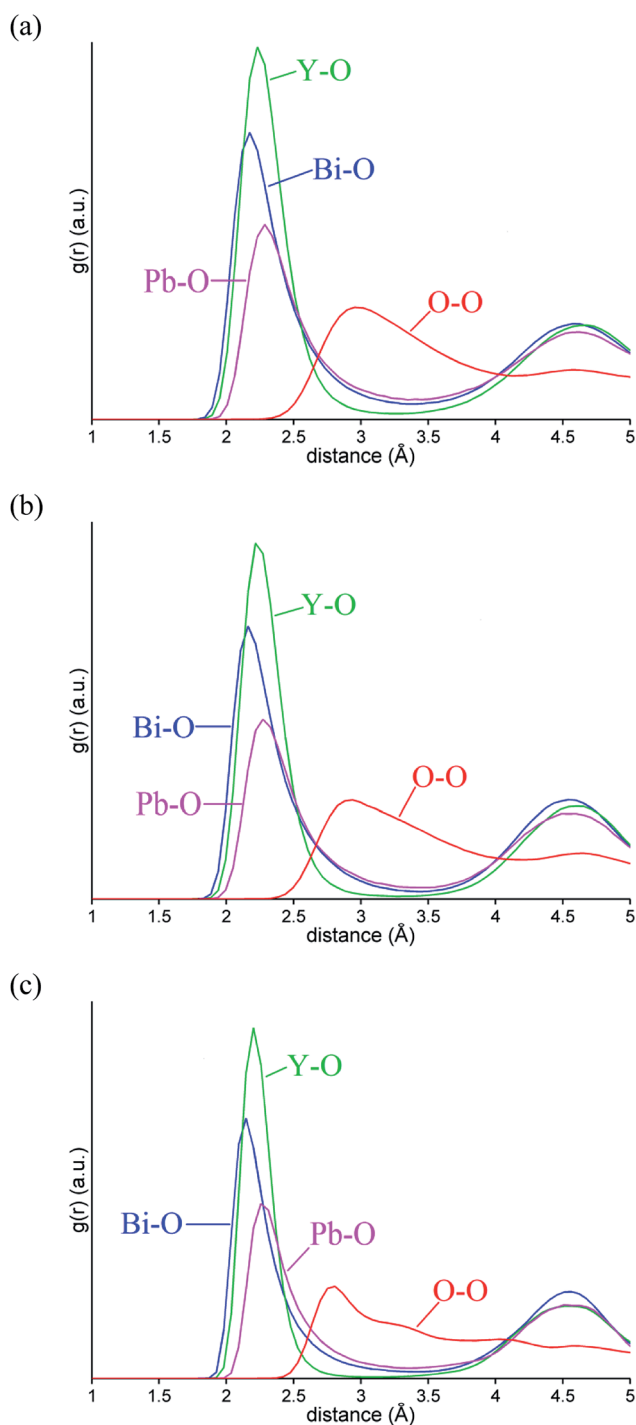 (a)
Y-O
Bi-O
Pb-O
O-O
g(r) (a.u.)
1 1.5 2 2.5 3 3.5 4 4.5 5
distance (Å)
(b)
Y-O
Bi-O
Pb-O
O-O
g(r) (a.u.)
1 1.5 2 2.5 3 3.5 4 4.5 5
distance (Å)
(c)
Y-O
Bi-O
Pb-O
O-O
g(r) (a.u.)
1 1.5 2 2.5 3 3.5 4 4.5 5
distance (Å)